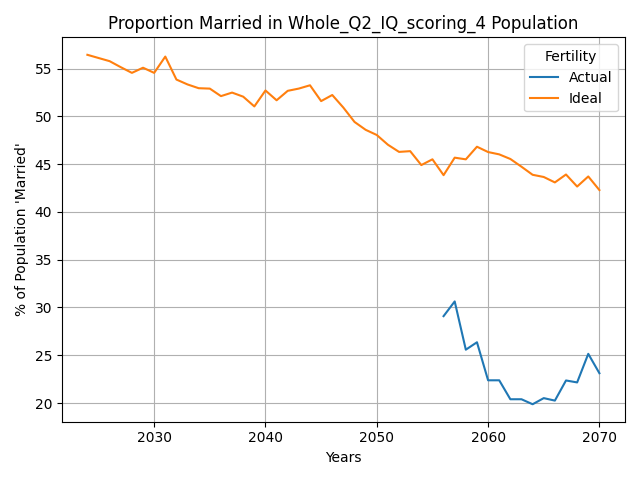 Proportion Married in Whole_Q2_IQ_scoring_4 Population
% of Population 'Married'
55
50
45
40
35
30
25
20
Fertility
Actual
Ideal
2030
2040
2050
2060
2070
Years